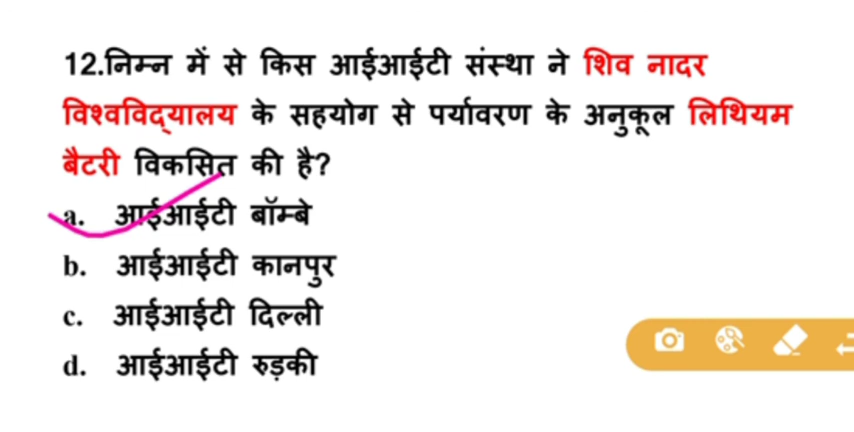 12.निम्न में से किस आईआईटी संस्था ने शिव नादर
विश्वविद्यालय के सहयोग से पर्यावरण के अनुकूल लिथियम
बैटरी विकसित की है?
a. आईआईटी बॉम्बे
b. आईआईटी कानपुर
c. आईआईटी दिल्ली
d. आईआईटी रुड़की